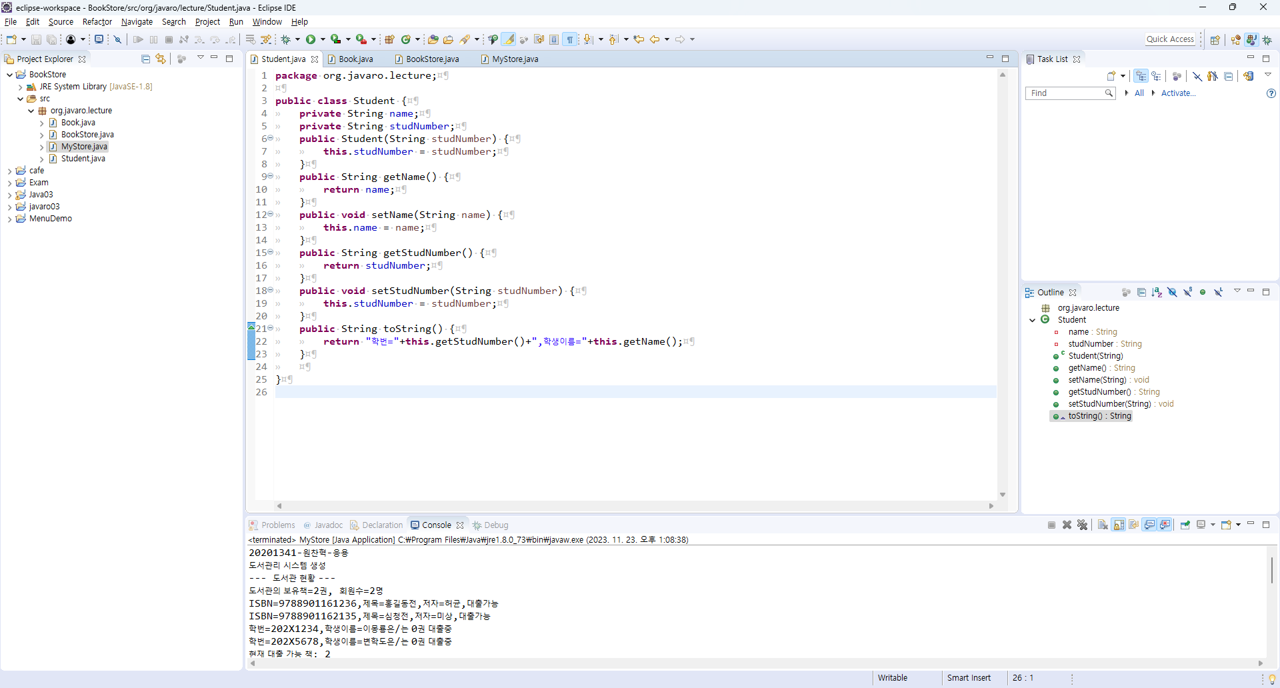 eclipse-workspace - BookStore/src/org/javaro/lecture/Student.java - Eclipse IDE
File Edit Source Refactor Navigate Search Project Run Window Help
Quick Access
Project Explorer
BookStore
JRE System Library [JavaSE-1.8]
src
org.javaro.lecture
Book.java
BookStore.java
MyStore.java
Student.java
cafe
Exam
Java03
javaro03
MenuDemo
Student.java Book.java BookStore.java MyStore.java
1 package org.javaro.lecture;
2
3 public class Student {
4 private String name;
5 private String studNumber;
6 public Student(String studNumber) {
7 this.studNumber = studNumber;
8 }
9 public String getName() {
10 return name;
11 }
12 public void setName(String name) {
13 this.name = name;
14 }
15 public String getStudNumber() {
16 return studNumber;
17 }
18 public void setStudNumber(String studNumber) {
19 this.studNumber = studNumber;
20 }
21 public String toString() {
22 return "학번="+this.getStudNumber()+",학생이름="+this.getName();
23 }
24
25 }
26
Task List
Find All Activate...
Outline
org.javaro.lecture
Student
name : String
studNumber : String
Student(String)
getName() : String
setName(String) : void
getStudNumber() : String
setStudNumber(String) : void
toString() : String
Problems Javadoc Declaration Console Debug
<terminated> MyStore [Java Application] C:₩Program Files₩Java₩jre1.8.0_73₩bin₩javaw.exe (2023. 11. 23. 오후 1:08:38)
20201341-원찬혁-응용
도서관리 시스템 생성
--- 도서관 현황 ---
도서관의 보유책=2권, 회원수=2명
ISBN=9788901161236,제목=홍길동전,저자=허균,대출가능
ISBN=9788901162135,제목=심청전,저자=미상,대출가능
학번=202X1234,학생이름=이몽룡은/는 0권 대출중
학번=202X5678,학생이름=변학도은/는 0권 대출중
현재 대출 가능 책: 2
Writable Smart Insert 26 : 1